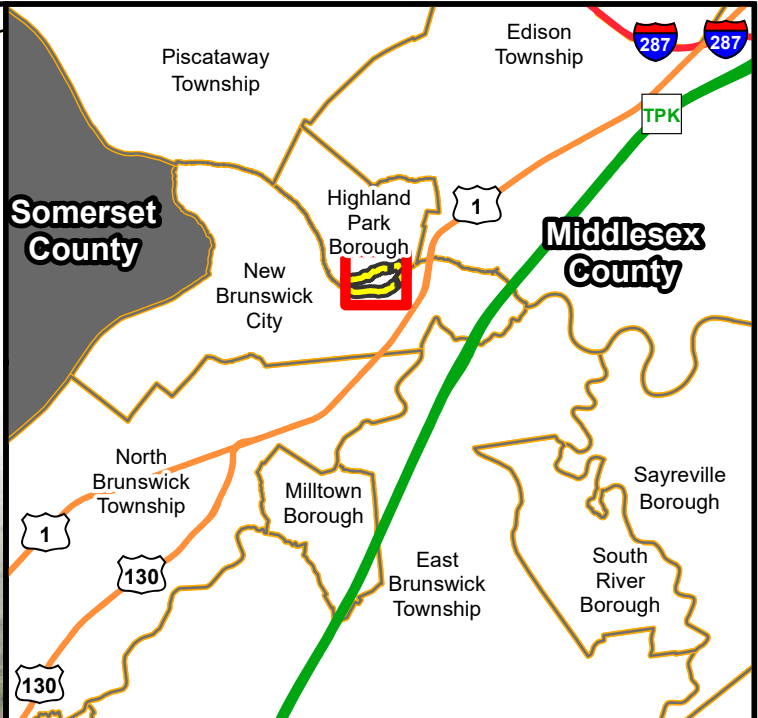 Piscataway
Township
Edison
Township
287
287
TPK
Somerset
County
Highland
Park
Borough
1
Middlesex
County
New
Brunswick
City
North
Brunswick
Township
Milltown
Borough
Sayreville
Borough
1
130
East
Brunswick
Township
South
River
Borough
130